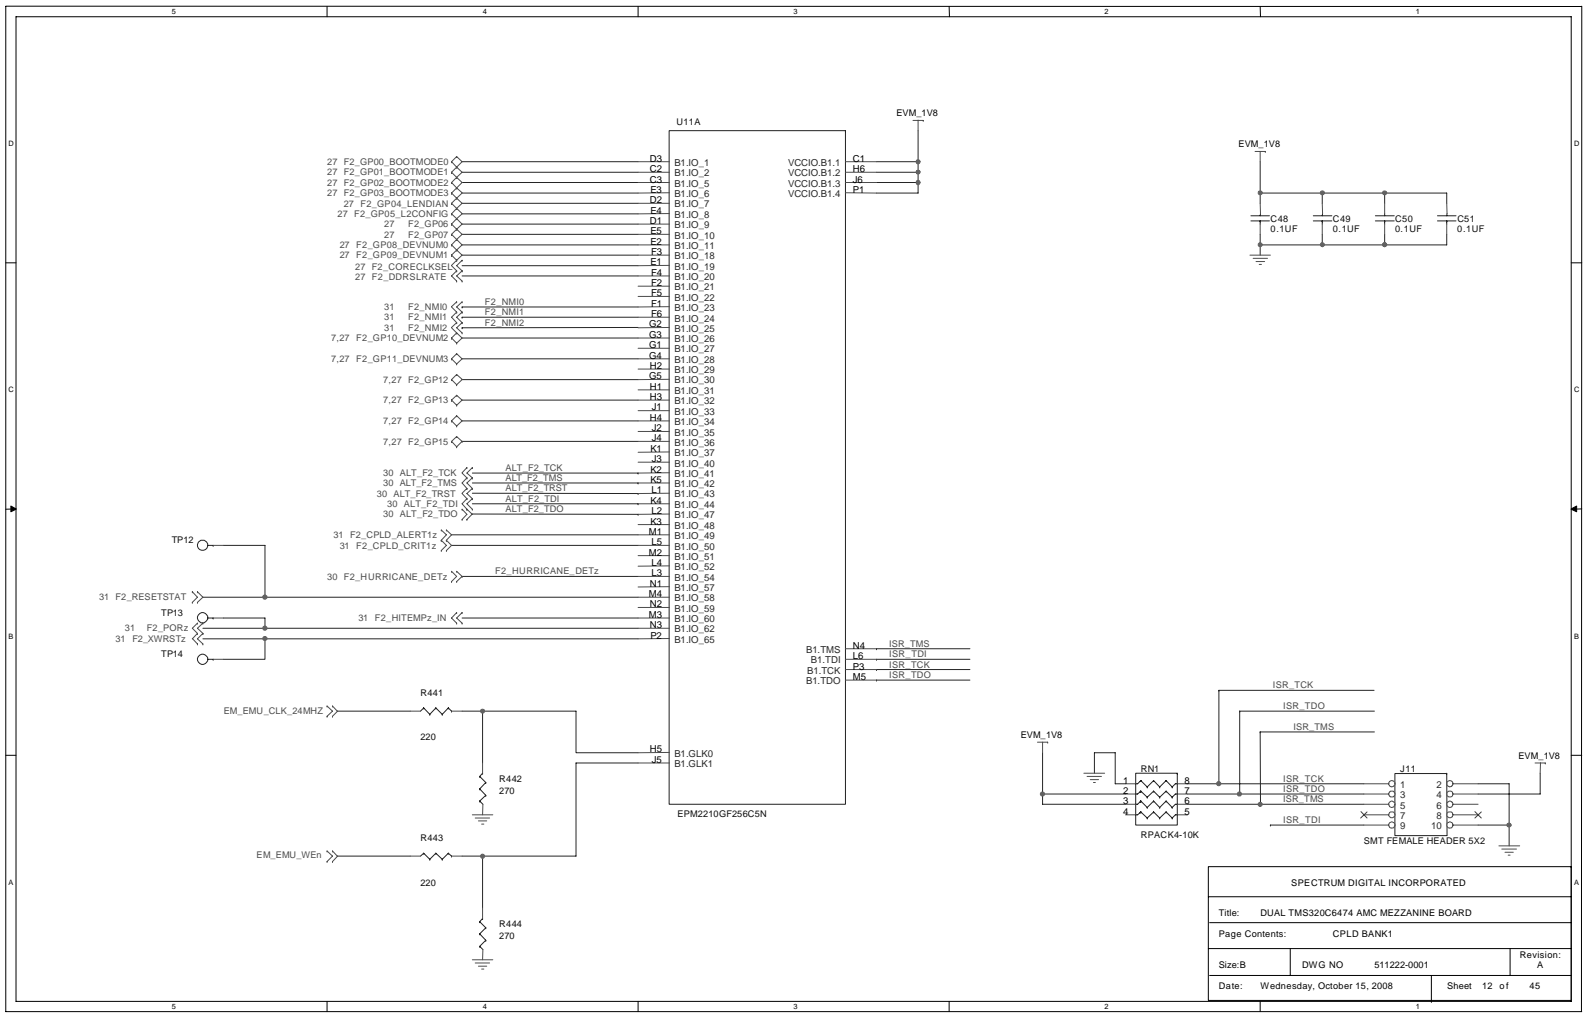 5 4 3 2 1
D D
C C
B B
A A
U11A
EVM_1V8
27 F2_GP00_BOOTMODE0 D3 B1.IO_1
27 F2_GP01_BOOTMODE1 C2 B1.IO_2
27 F2_GP02_BOOTMODE2 C3 B1.IO_5
27 F2_GP03_BOOTMODE3 E3 B1.IO_6
27 F2_GP04_LENDIAN D2 B1.IO_7
27 F2_GP05_L2CONFIG E4 B1.IO_8
27 F2_GP06 D1 B1.IO_9
27 F2_GP07 E5 B1.IO_10
27 F2_GP08_DEVNUM0 E2 B1.IO_11
27 F2_GP09_DEVNUM1 F3 B1.IO_18
27 F2_CORECLKSEL E1 B1.IO_19
27 F2_DDRSLRATE F4 B1.IO_20
F2 B1.IO_21
F5 B1.IO_22
31 F2_NMI0 F2_NMI0 F1 B1.IO_23
31 F2_NMI1 F2_NMI1 F6 B1.IO_24
31 F2_NMI2 F2_NMI2 G2 B1.IO_25
7,27 F2_GP10_DEVNUM2 G3 B1.IO_26
G1 B1.IO_27
7,27 F2_GP11_DEVNUM3 G4 B1.IO_28
H2 B1.IO_29
7,27 F2_GP12 G5 B1.IO_30
H1 B1.IO_31
7,27 F2_GP13 H3 B1.IO_32
J1 B1.IO_33
7,27 F2_GP14 H4 B1.IO_34
J2 B1.IO_35
7,27 F2_GP15 J4 B1.IO_36
K1 B1.IO_37
J3 B1.IO_40
30 ALT_F2_TCK ALT_F2_TCK K2 B1.IO_41
30 ALT_F2_TMS ALT_F2_TMS K5 B1.IO_42
30 ALT_F2_TRST ALT_F2_TRST L1 B1.IO_43
30 ALT_F2_TDI ALT_F2_TDI K4 B1.IO_44
30 ALT_F2_TDO ALT_F2_TDO L2 B1.IO_47
K3 B1.IO_48
31 F2_CPLD_ALERT1z M1 B1.IO_49
31 F2_CPLD_CRIT1z L5 B1.IO_50
M2 B1.IO_51
L4 B1.IO_52
30 F2_HURRICANE_DETz F2_HURRICANE_DETz L3 B1.IO_54
N1 B1.IO_57
31 F2_RESETSTAT M4 B1.IO_58
N2 B1.IO_59
31 F2_HITEMPz_IN M3 B1.IO_60
31 F2_PORz N3 B1.IO_62
31 F2_XWRSTz P2 B1.IO_65
TP12
TP13
TP14
VCCIO.B1.1 C1
VCCIO.B1.2 H6
VCCIO.B1.3 J6
VCCIO.B1.4 P1
B1.TMS N4 ISR_TMS
B1.TDI L6 ISR_TDI
B1.TCK P3 ISR_TCK
B1.TDO M5 ISR_TDO
EM_EMU_CLK_24MHZ
R441
220
R442
270
H5 B1.GLK0
J5 B1.GLK1
EM_EMU_WEn
R443
220
R444
270
EPM2210GF256C5N
EVM_1V8
C48
0.1UF
C49
0.1UF
C50
0.1UF
C51
0.1UF
ISR_TCK
ISR_TDO
ISR_TMS
EVM_1V8
RN1
1 8
2 7
3 6
4 5
RPACK4-10K
ISR_TCK
ISR_TDO
ISR_TMS
ISR_TDI
J11
1 2
3 4
5 6
7 8
9 10
SMT FEMALE HEADER 5X2
EVM_1V8
SPECTRUM DIGITAL INCORPORATED
Title: DUAL TMS320C6474 AMC MEZZANINE BOARD
Page Contents: CPLD BANK1
Size:B DWG NO 511222-0001 Revision: A
Date: Wednesday, October 15, 2008 Sheet 12 of 45
5 4 3 2 1